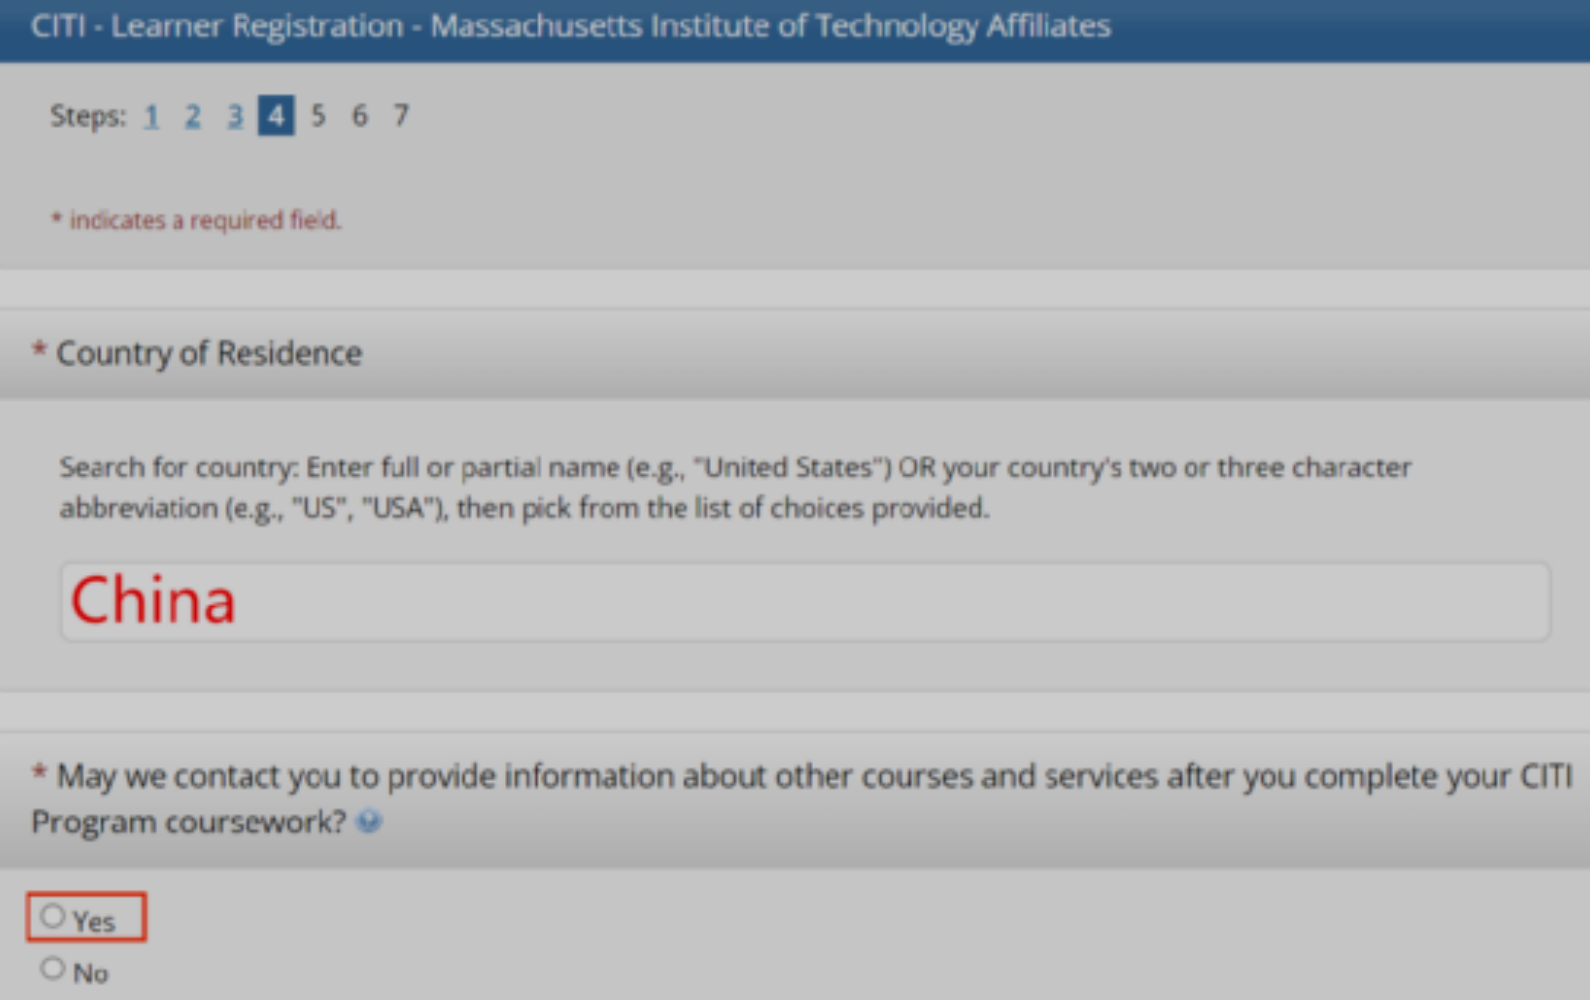 CITI - Learner Registration - Massachusetts Institute of Technology Affiliates
Steps: 1 2 3 4 5 6 7
* indicates a required field.
* Country of Residence
Search for country: Enter full or partial name (e.g., "United States") OR your country's two or three character
abbreviation (e.g., "US", "USA"), then pick from the list of choices provided.
China
* May we contact you to provide information about other courses and services after you complete your CITI
Program coursework?
Yes
No